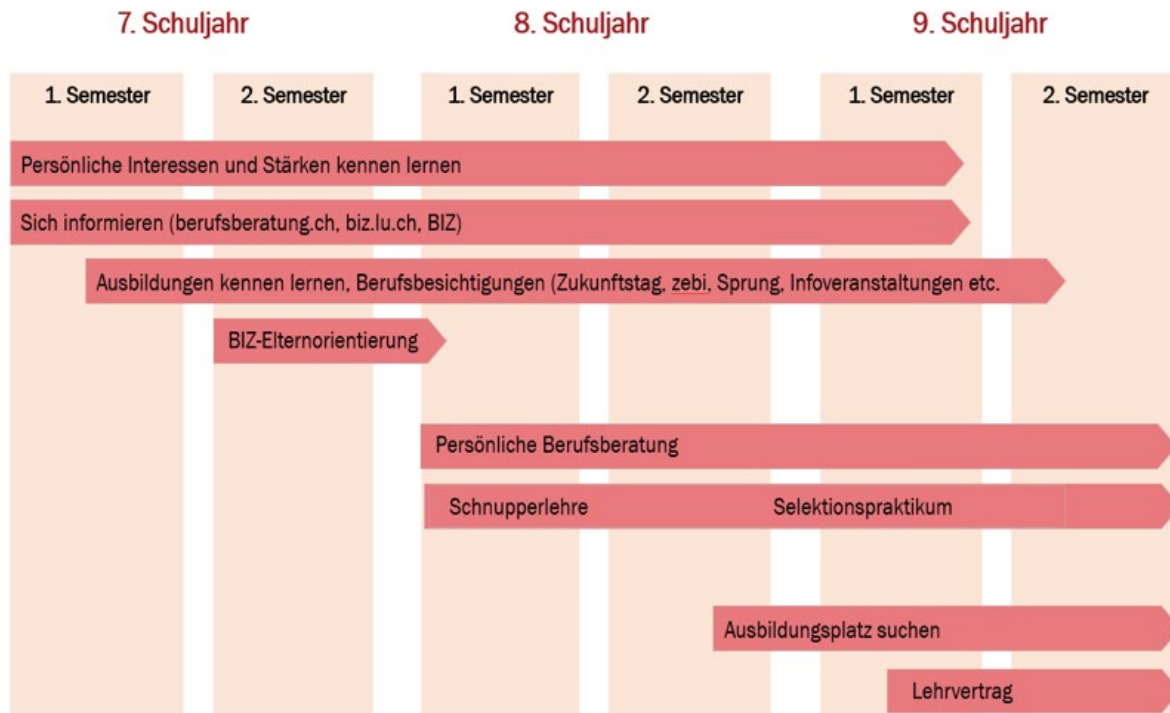 7. Schuljahr 8. Schuljahr 9. Schuljahr
1. Semester 2. Semester 1. Semester 2. Semester 1. Semester 2. Semester
Persönliche Interessen und Stärken kennen lernen
Sich informieren (berufsberatung.ch, biz.lu.ch, BIZ)
Ausbildungen kennen lernen, Berufsbesichtigungen (Zukunftstag, zebi, Sprung, Infoveranstaltungen etc.
BIZ-Elternorientierung
Persönliche Berufsberatung
Schnupperlehre Selektionspraktikum
Ausbildungsplatz suchen
Lehrvertrag